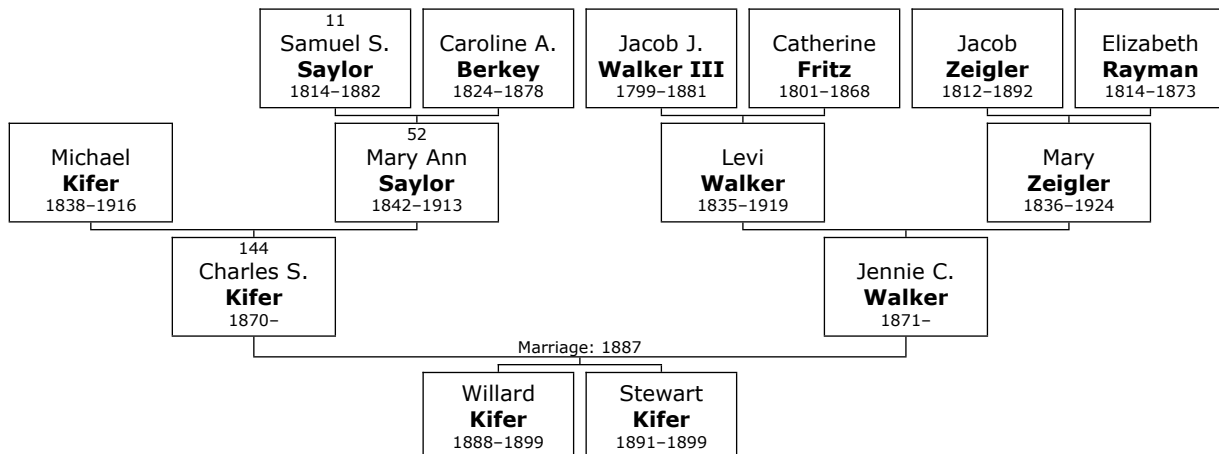 11
Samuel S.
Saylor
1814–1882
Caroline A.
Berkey
1824–1878
Jacob J.
Walker III
1799–1881
Catherine
Fritz
1801–1868
Jacob
Zeigler
1812–1892
Elizabeth
Rayman
1814–1873
Michael
Kifer
1838–1916
52
Mary Ann
Saylor
1842–1913
Levi
Walker
1835–1919
Mary
Zeigler
1836–1924
144
Charles S.
Kifer
1870–
Jennie C.
Walker
1871–
Marriage: 1887
Willard
Kifer
1888–1899
Stewart
Kifer
1891–1899